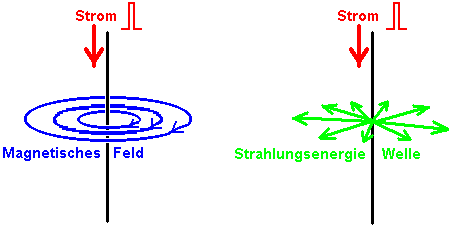 Strom
Strom
Magnetisches Feld
Strahlungsenergie Welle